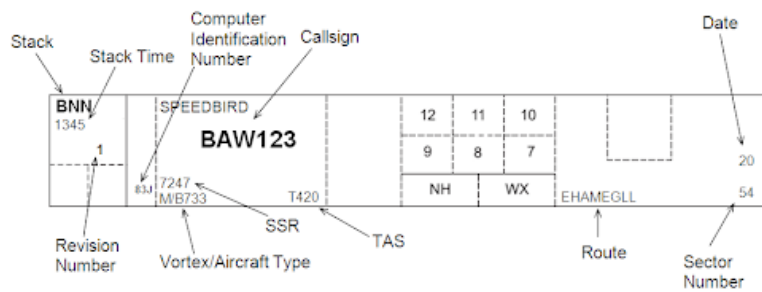 Computer
Identification
Number
Callsign
Date
Stack
Stack Time
BNN
1345
1
83J
SPEEDBIRD
BAW123
7247
M/B733
T420
12 11 10
9 8 7
NH WX
EHAMEGLL
20
54
Revision
Number
SSR
Vortex/Aircraft Type
TAS
Route
Sector
Number